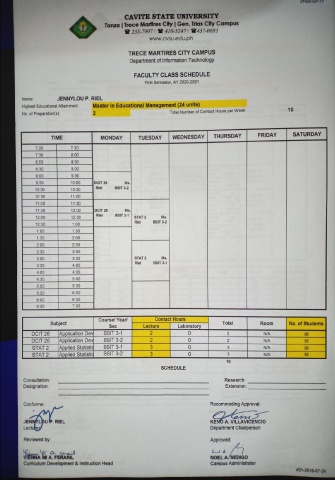 CAVITE STATE UNIVERSITY
Tanza | Trece Martires City | Gen. Trias City Campus
www.cvsu.edu.ph
TRECE MARTIRES CITY CAMPUS
Department of Information Technology
FACULTY CLASS SCHEDULE
First Semester, AY 2020-2021
Name: JENNYLOU P. RIEL
Highest Educational Attainment: Master in Educational Management (24 units)
No. of Preparation(s) 2 Total Number of Contact Hours per Week: 10
TIME MONDAY TUESDAY WEDNESDAY THURSDAY FRIDAY SATURDAY
7:00 7:30
7:30 8:00
8:00 8:30
8:30 9:00
9:00 9:30
9:30 10:00 DCIT 26 Ms.
10:00 10:30 Riel BSIT 3-2
10:30 11:00
11:00 11:30
11:30 12:00 DCIT 26 Ms.
12:00 12:30 Riel BSIT 3-1 STAT 2 Ms.
12:30 1:00 Riel BSIT 3-2
1:00 1:30
1:30 2:00
2:00 2:30
2:30 3:00
3:00 3:30 STAT 2 Ms.
3:30 4:00 Riel BSIT 3-1
4:00 4:30
4:30 5:00
5:00 5:30
5:30 6:00
6:00 6:30
6:30 7:00
Subject Course/ Year/ Sec Contact Hours Total Room No. of Students
Lecture Laboratory
DCIT 26 Application Dev BSIT 3-1 2 0 2 N/A
DCIT 26 Application Dev BSIT 3-2 2 0 2 N/A
STAT 2 Applied Statistic BSIT 3-1 3 0 3 N/A
STAT 2 Applied Statistic BSIT 3-2 3 0 3 N/A
10
SCHEDULE
Consultation: Research:
Designation: Extension:
Conforme: Recommending Approval:
JENNYLOU P. RIEL
Lecturer
KENO A. VILLAVICENCIO
Department Chairperson
Reviewed by: Approved:
Curriculum Development & Instruction Head
NOEL A. SEDIGO
Campus Administrator